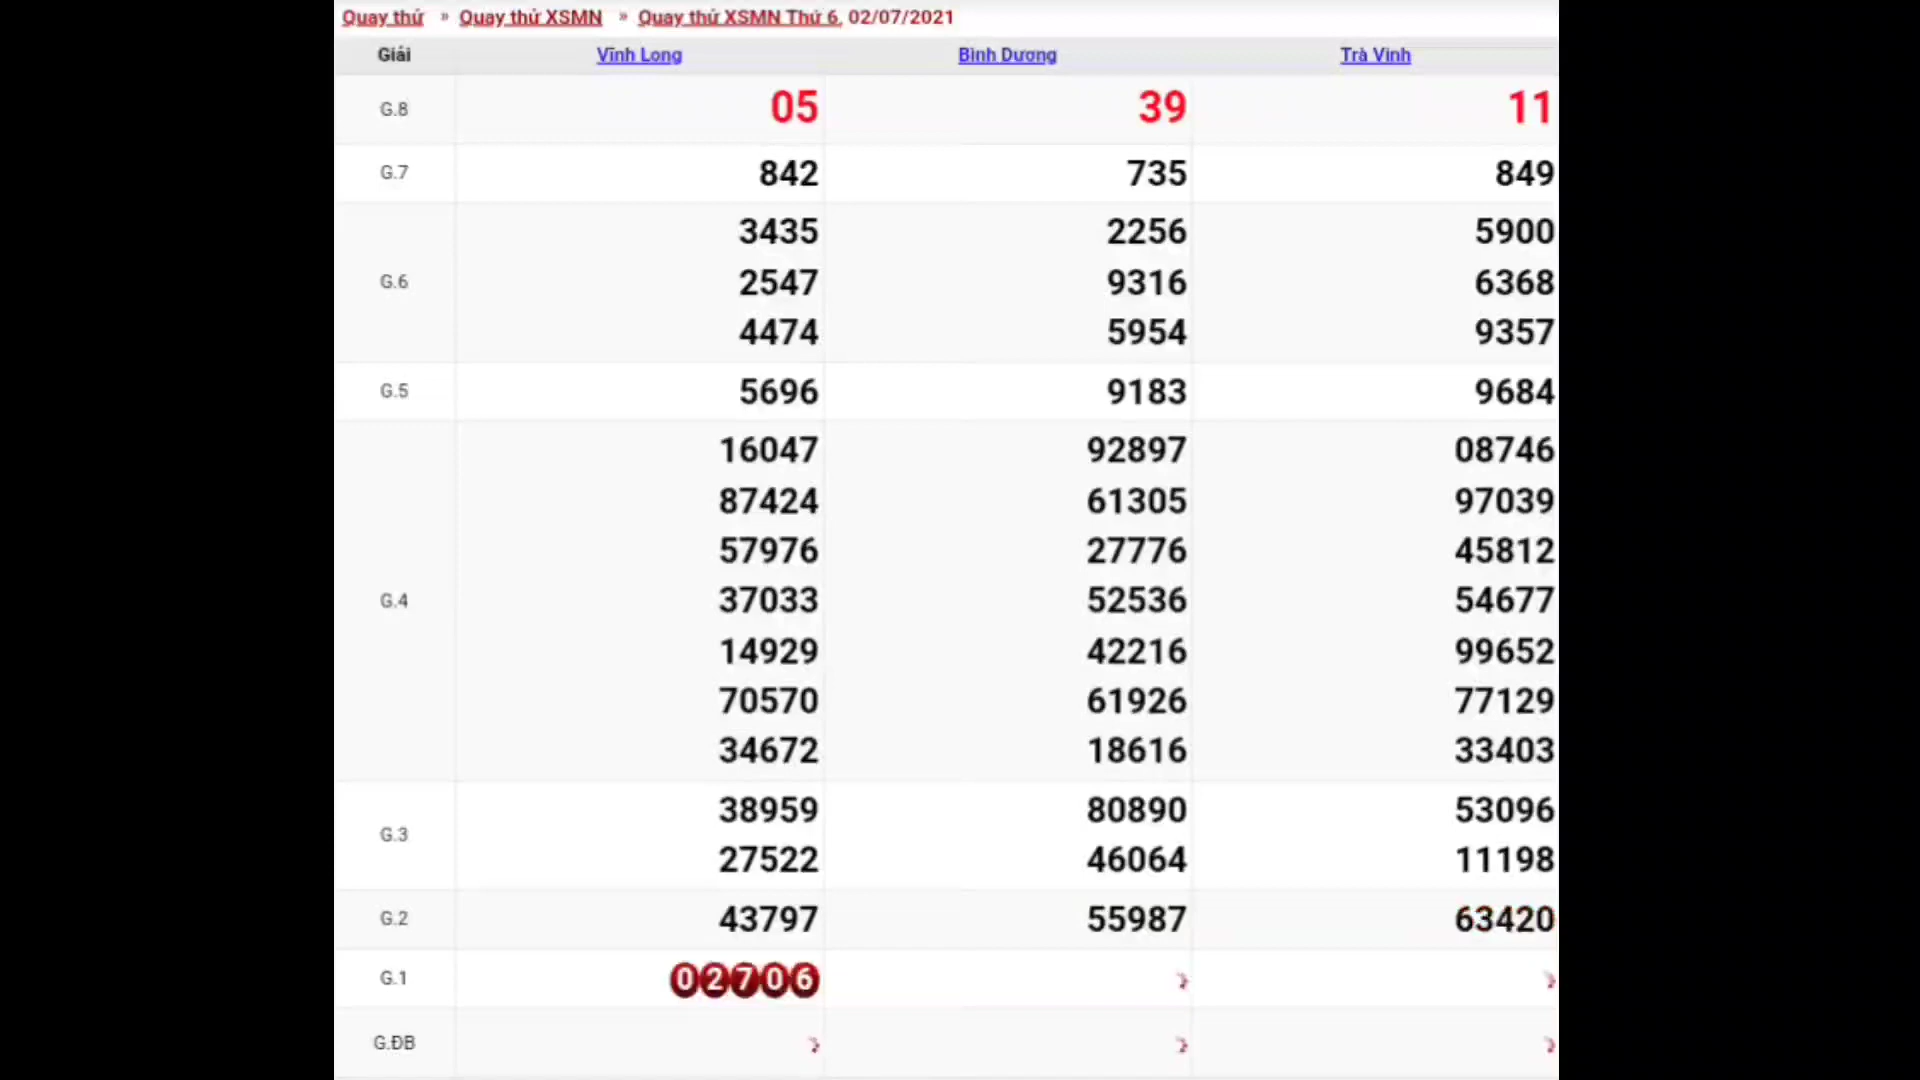 Quay thử » Quay thử XSMN » Quay thử XSMN Thứ 6, 02/07/2021
Giải Vĩnh Long Bình Dương Trà Vinh
G.8 05 39 11
G.7 842 735 849
3435 2256 5900
G.6 2547 9316 6368
4474 5954 9357
G.5 5696 9183 9684
16047 92897 08746
87424 61305 97039
57976 27776 45812
G.4 37033 52536 54677
14929 42216 99652
70570 61926 77129
34672 18616 33403
G.3 38959 80890 53096
27522 46064 11198
G.2 43797 55987 63420
G.1 02706
G.ĐB